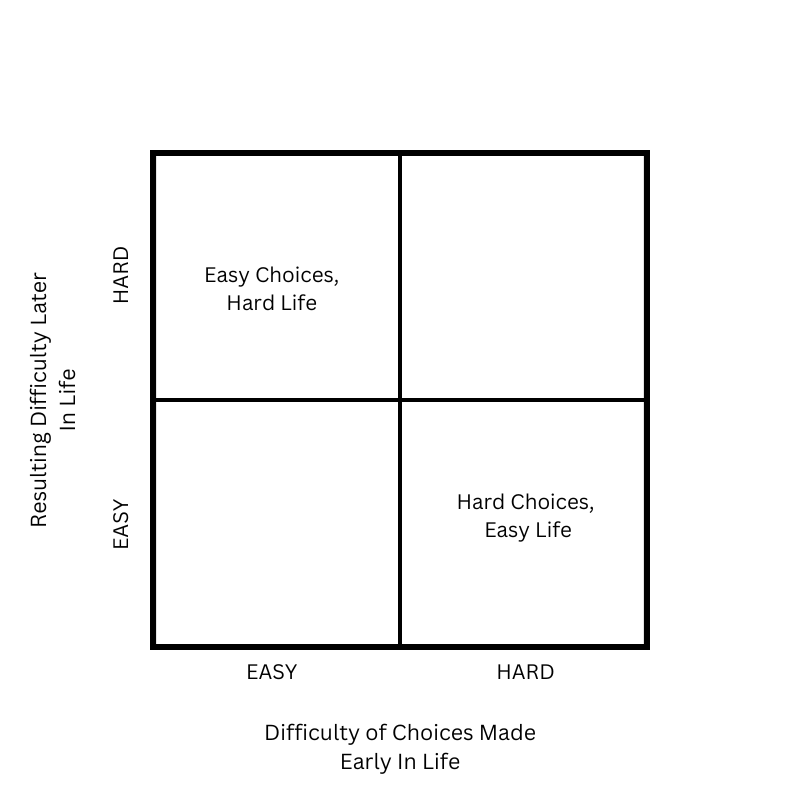 Resulting Difficulty Later
In Life
HARD
EASY
Easy Choices,
Hard Life
Hard Choices,
Easy Life
EASY
HARD
Difficulty of Choices Made
Early In Life